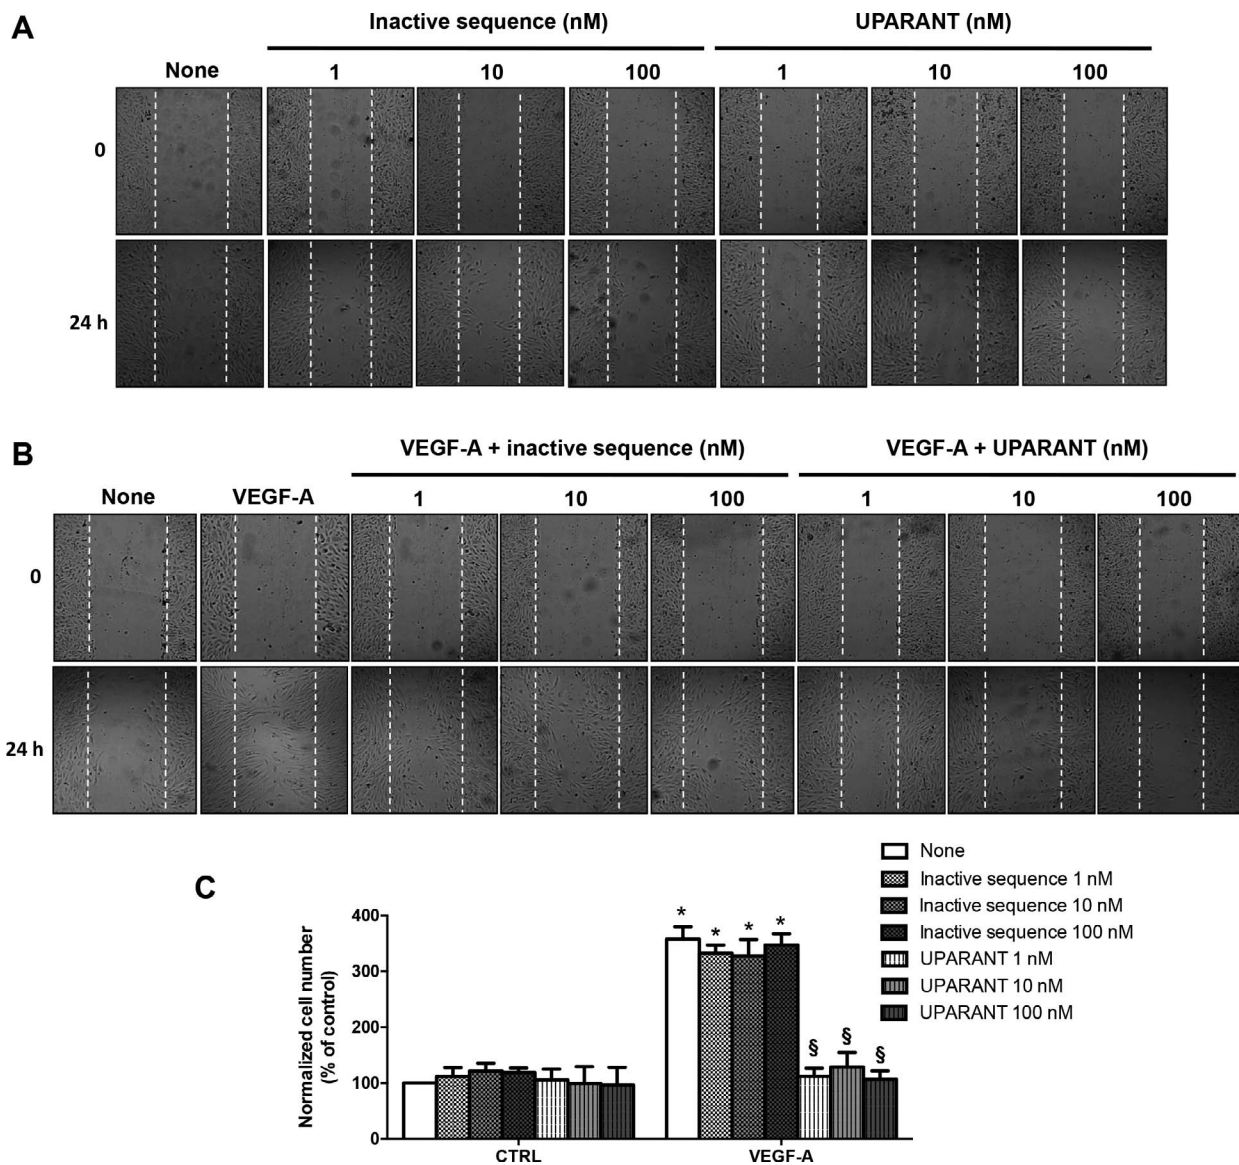 A
Inactive sequence (nM) UPARANT (nM)
None 1 10 100 1 10 100
0
24 h
B
VEGF-A + inactive sequence (nM) VEGF-A + UPARANT (nM)
None VEGF-A 1 10 100 1 10 100
0
24 h
C
None
Inactive sequence 1 nM
Inactive sequence 10 nM
Inactive sequence 100 nM
UPARANT 1 nM
UPARANT 10 nM
UPARANT 100 nM
Normalized cell number
(% of control)
400
300
200
100
0
* * * *
§ § §
CTRL VEGF-A